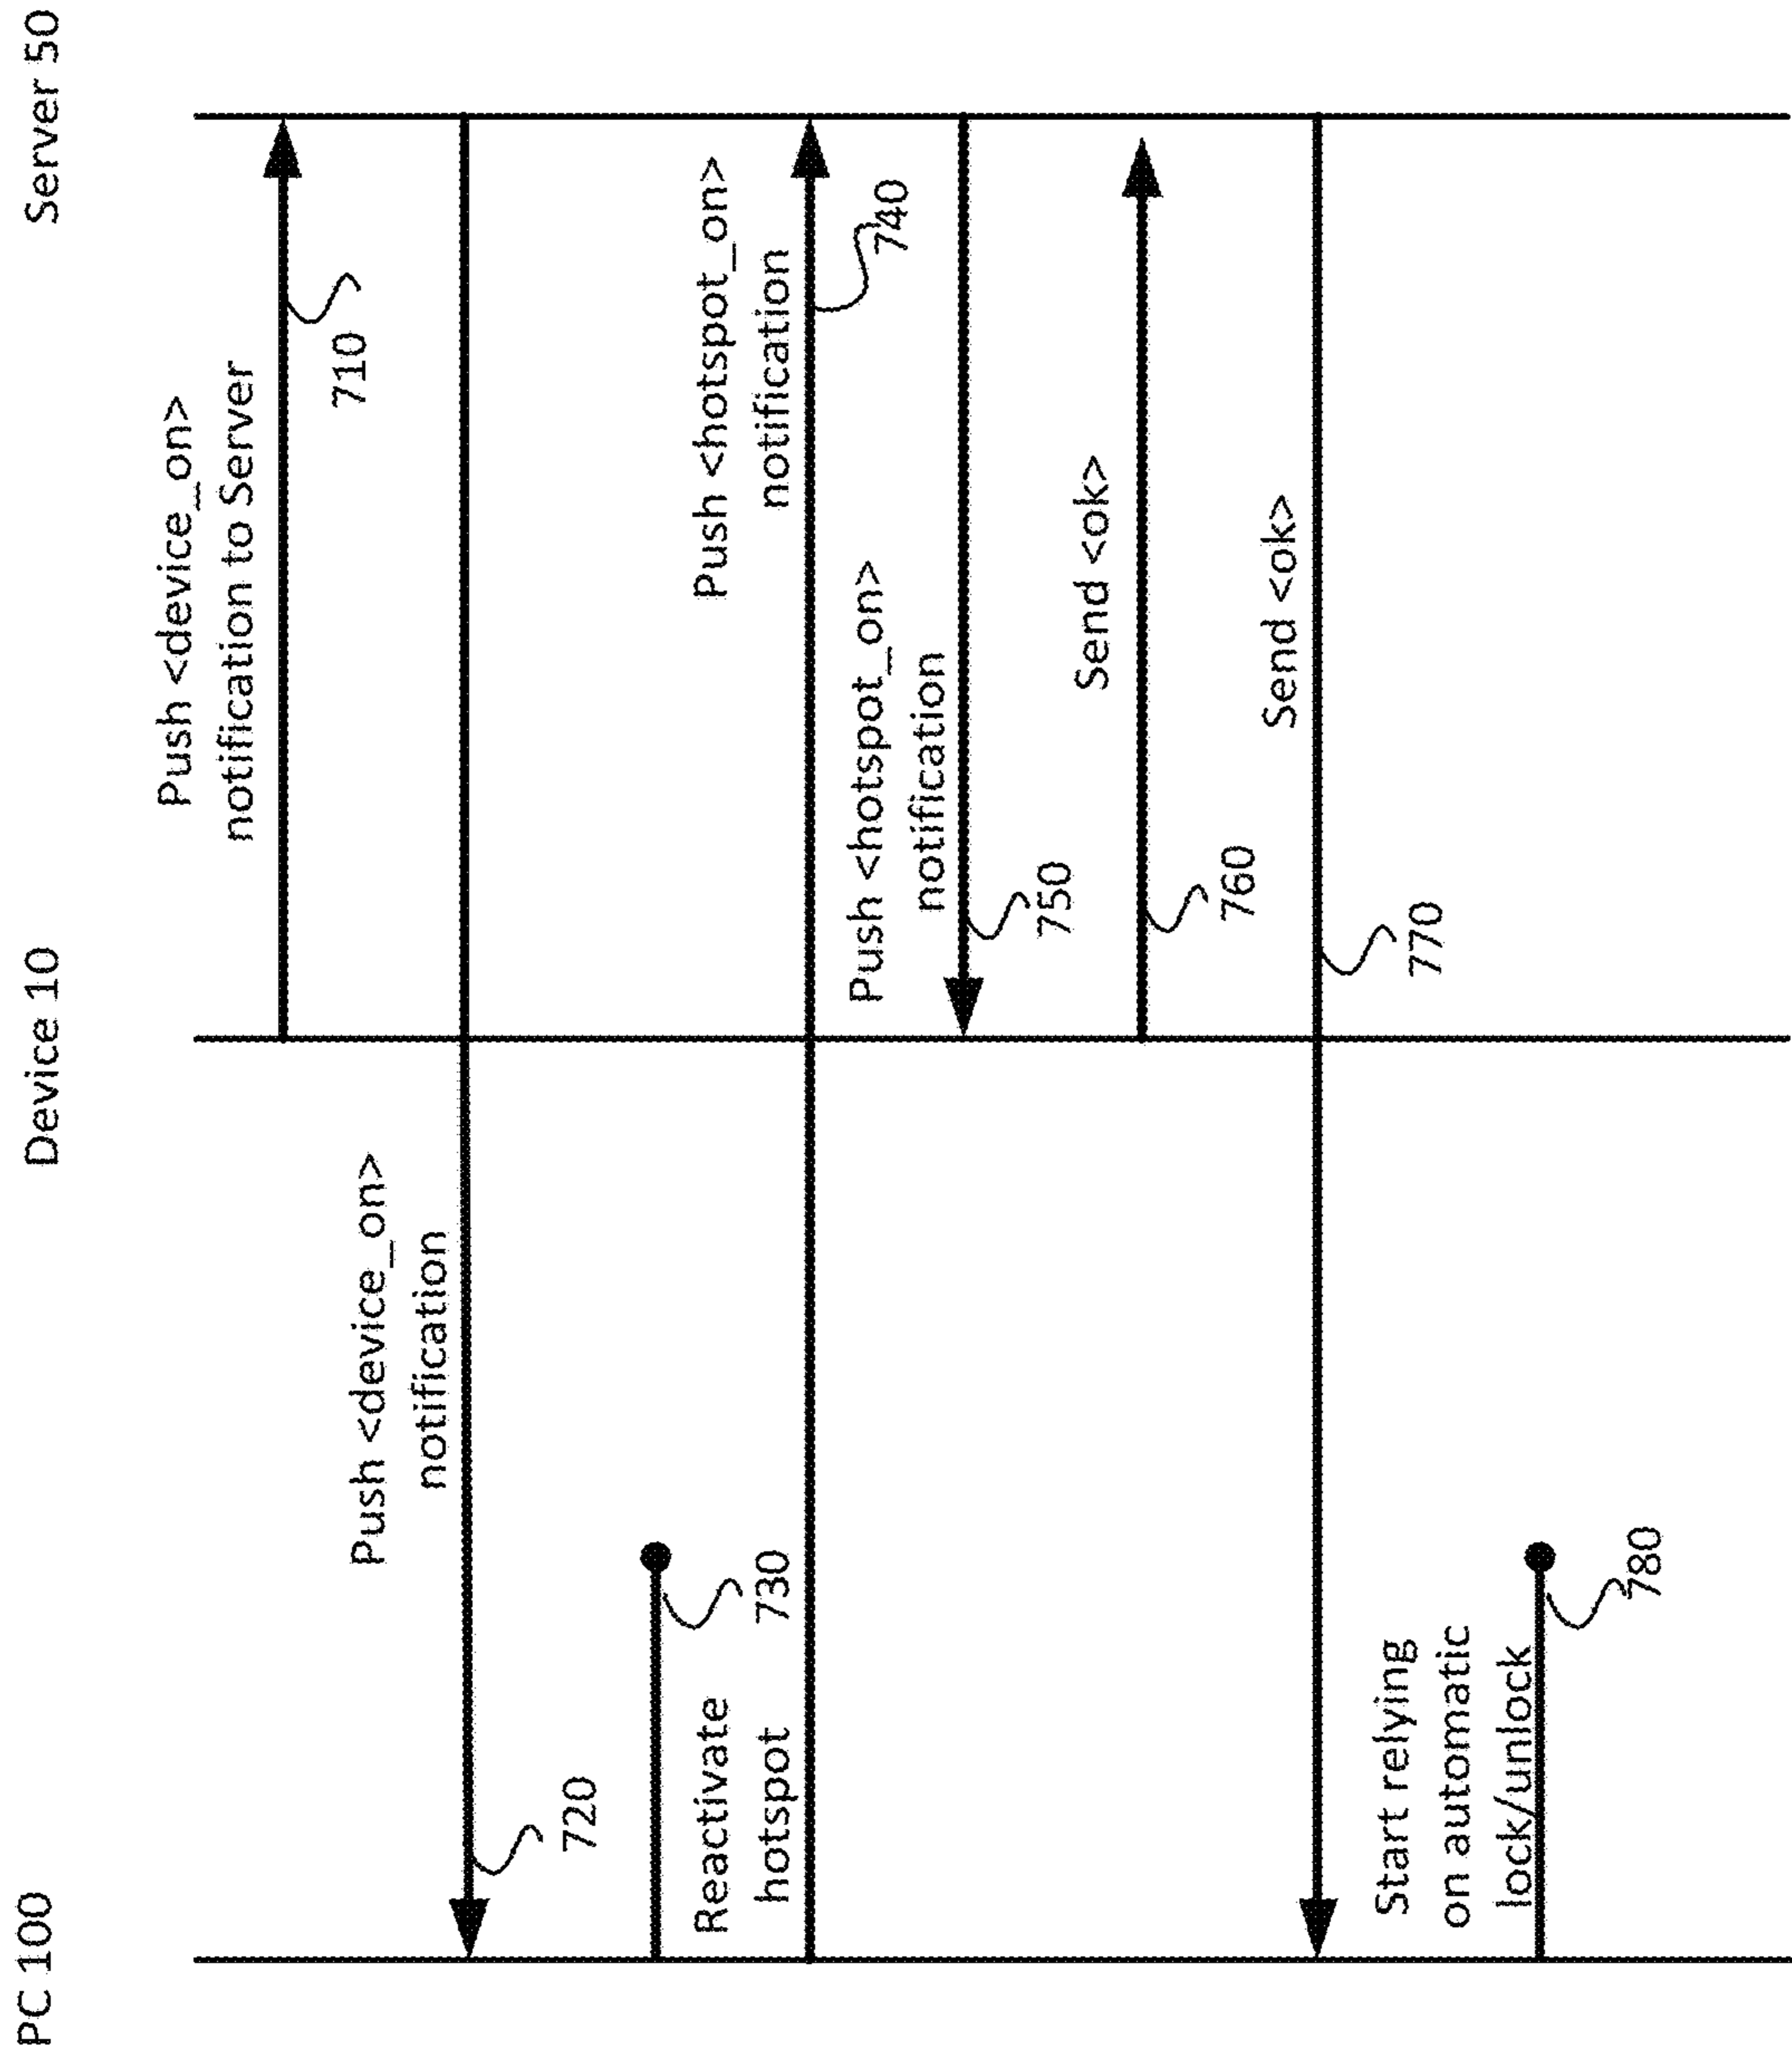 PC 100
Device 10
Server 50
Push <device_on>
notification to Server
710
Push <device_on>
notification
720
730
Reactivate
hotspot
Push <hotspot_on>
notification
740
Push <hotspot_on>
notification
750
Send <ok>
760
Send <ok>
770
Start relying
on automatic
lock/unlock
780